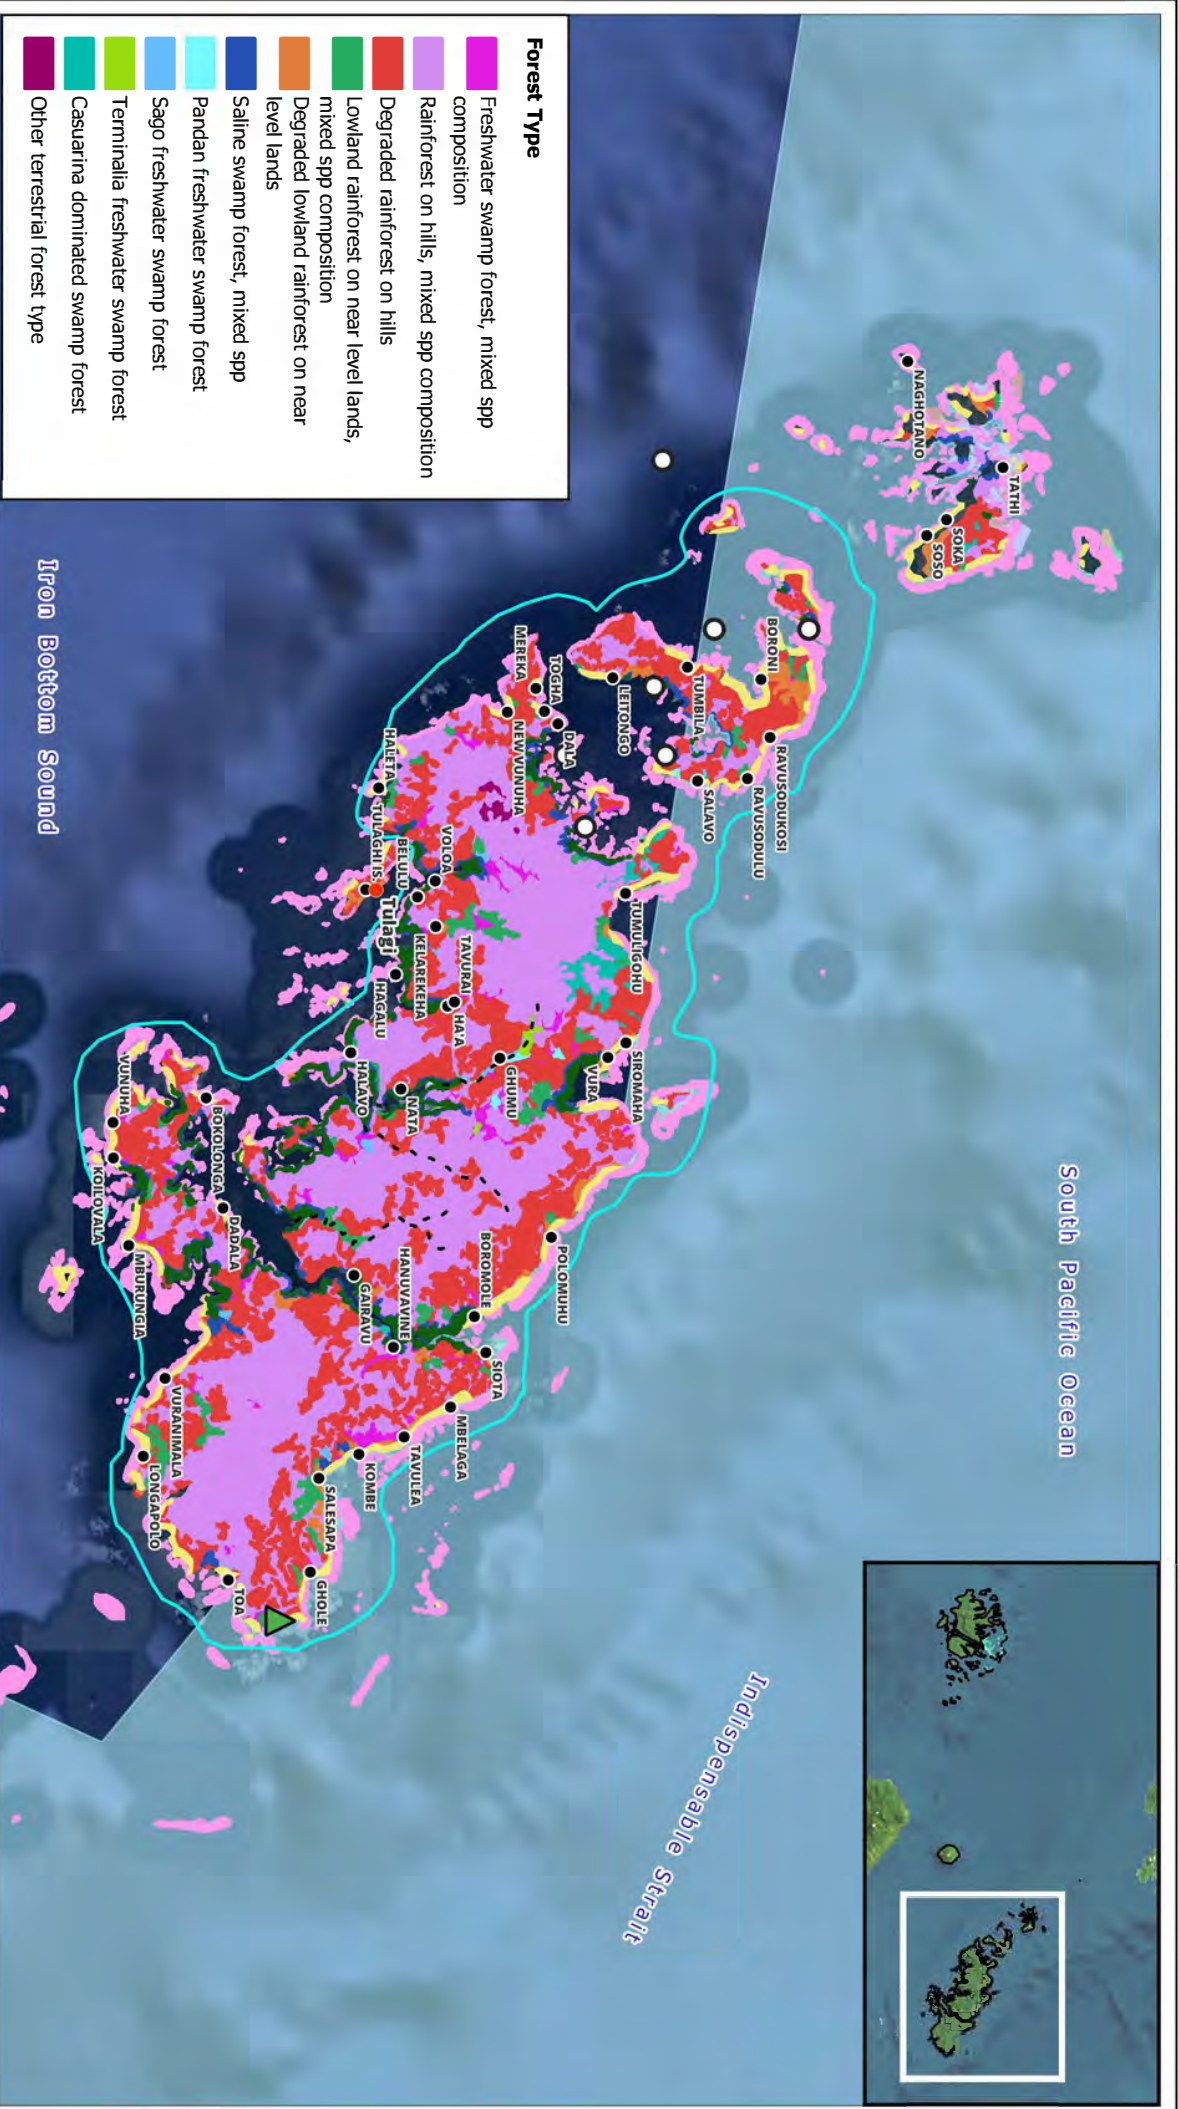 Forest Type
Freshwater swamp forest, mixed spp
composition
Rainforest on hills, mixed spp composition
Degraded rainforest on hills
Lowland rainforest on near level lands,
mixed spp composition
Degraded lowland rainforest on near
level lands
Saline swamp forest, mixed spp
Pandan freshwater swamp forest
Sago freshwater swamp forest
Terminalia freshwater swamp forest
Casuarina dominated swamp forest
Other terrestrial forest type
South Pacific Ocean
Indispensable Strait
Iron Bottom Sound
NAGHOTANO
TATHI
SOKA
SOSO
BORONI
TUMBILA
LEITONGO
RAVUSODUKOSI
RAVUSODULU
SALAVO
MEREKA
TOGHA
DALA
NEW VUNUHA
HALETA
TULAGHI IS.
Tulagi
BELULU
VOLOA
KELAREKEHA
TAVURAI
IHAGALU
HA'A
TUMULIGOHU
SIROMAHA
VURA
GHUMU
NATA
HALAVO
VUNUHA
BOKOLONGA
KOILOVALA
DADALA
MBURUNGIA
POLOMUHU
BOROMOLE
HANUVAVINE
GAIRAVU
SIOTA
MBELAGA
TAVULEA
KOMBE
SALESAPA
GHOLE
TOA
VURANIMALA
LONGAPOLO